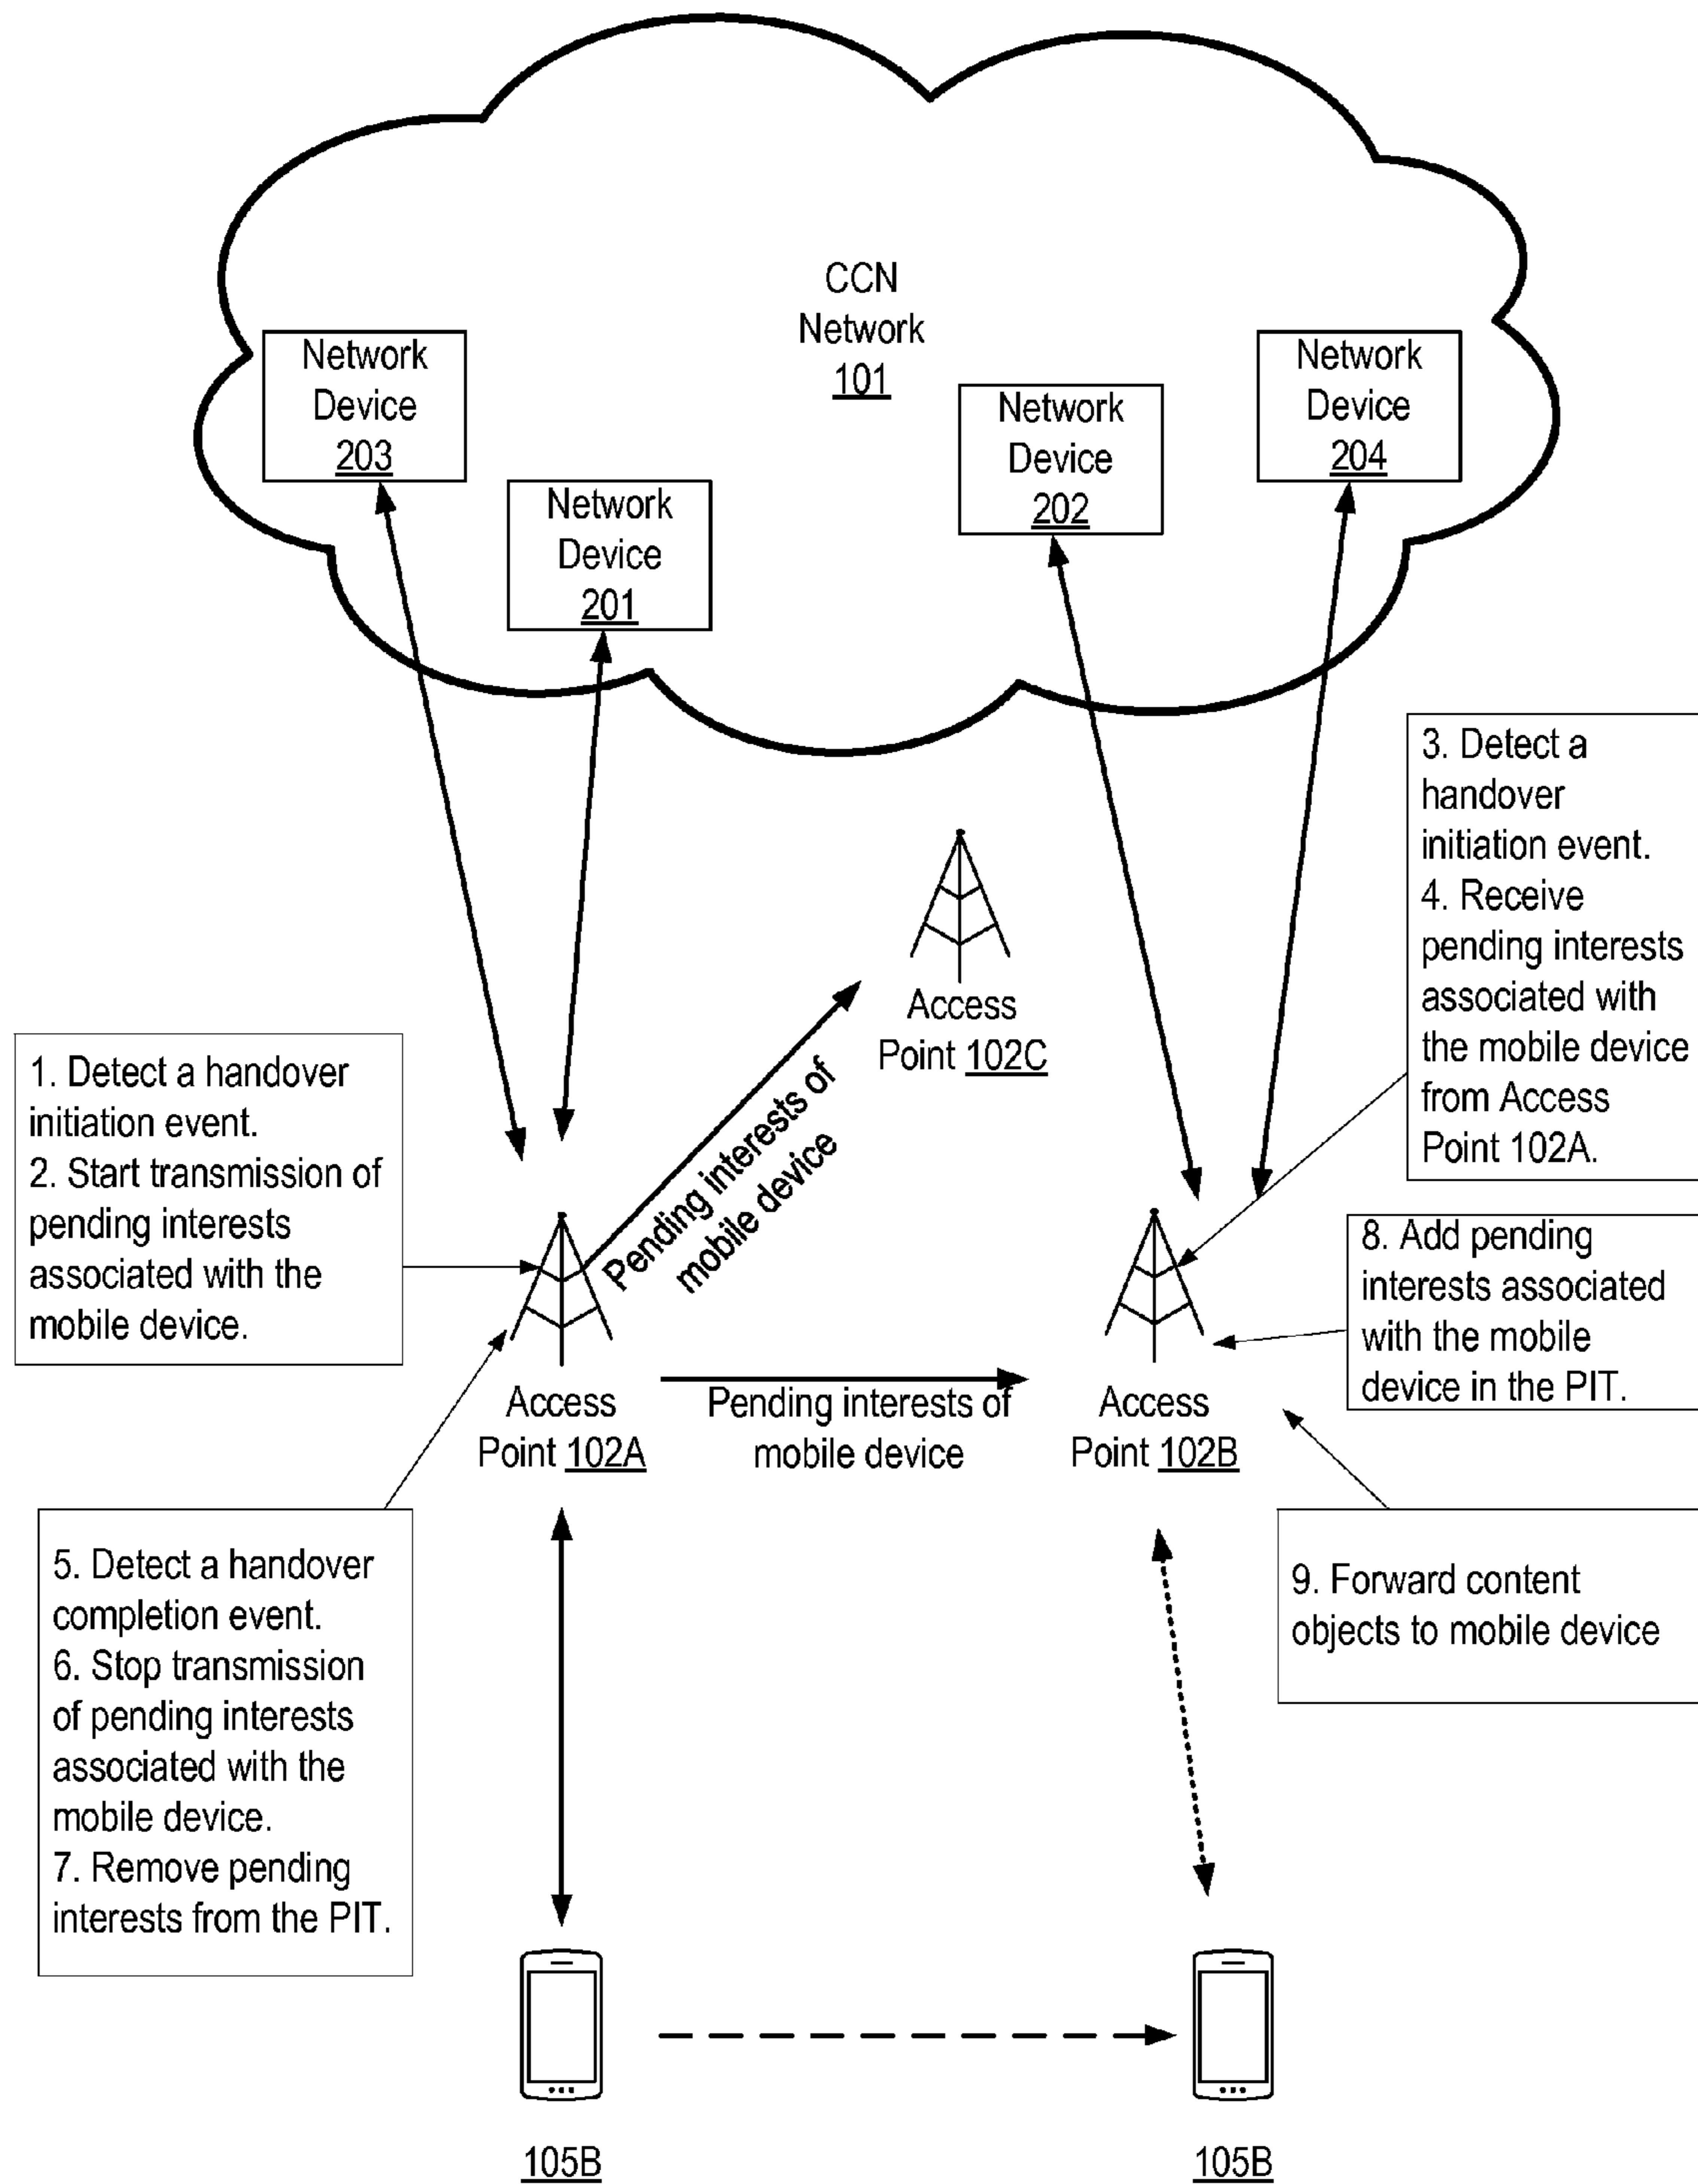 CCN
Network
101
Network
Device
203
Network
Device
201
Network
Device
202
Network
Device
204
3. Detect a
handover
initiation event.
4. Receive
pending interests
associated with
the mobile device
from Access
Point 102A.
Access
Point 102C
1. Detect a handover
initiation event.
2. Start transmission of
pending interests
associated with the
mobile device.
Pending interests of
mobile device
8. Add pending
interests associated
with the mobile
device in the PIT.
Access
Point 102A
Pending interests of
mobile device
Access
Point 102B
5. Detect a handover
completion event.
6. Stop transmission
of pending interests
associated with the
mobile device.
7. Remove pending
interests from the PIT.
9. Forward content
objects to mobile device
105B
105B